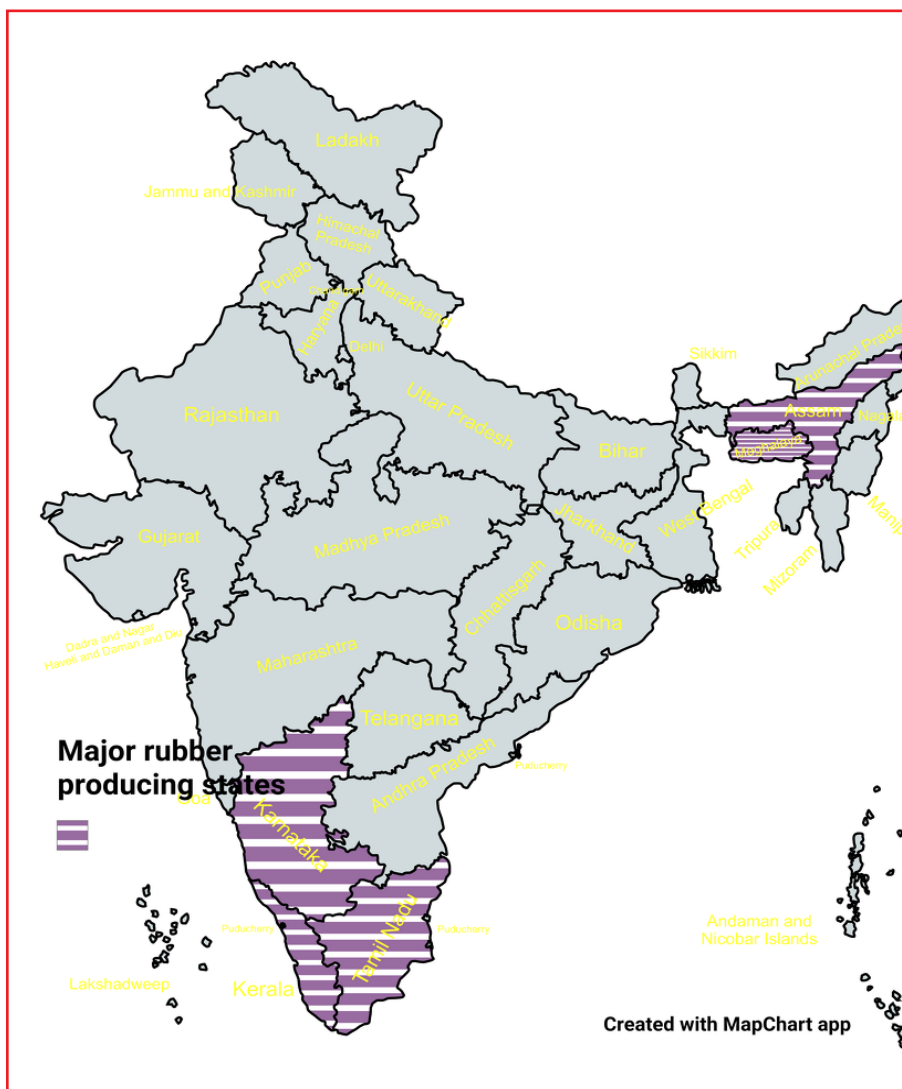 Ladakh
Jammu and Kashmir
Himachal
Pradesh
Punjab
Chandigarh
Uttarakhand
Haryana
Delhi
Sikkim
Arunachal Prades
Rajasthan
Uttar Pradesh
Assam
Nagala
Bihar
Meghalaya
Gujarat
Madhya Pradesh
Jharkhand
West Bengal
Tripura
Manip
Mizoram
Chhattisgarh
Odisha
Dadra and Nagar
Haveli and Daman and Diu
Maharashtra
Telangana
Major rubber
producing states
Andhra Pradesh
Puducherry
Goa
Karnataka
Puducherry
Tamil Nadu
Puducherry
Andaman and
Nicobar Islands
Lakshadweep
Kerala
Created with MapChart app